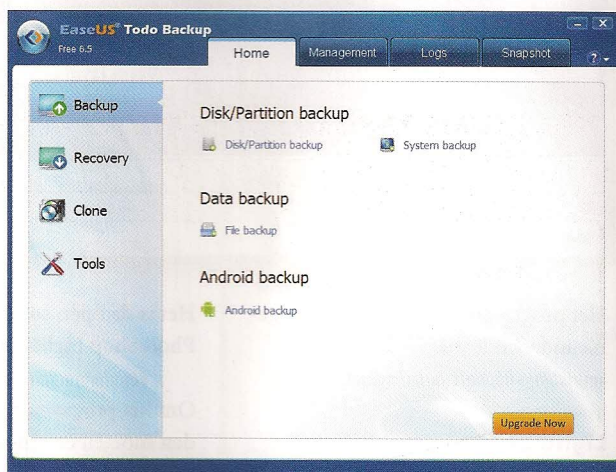 EaseUS® Todo Backup
Free 6.5
Home
Management
Logs
Snapshot
?
Backup
Recovery
Clone
Tools
Disk/Partition backup
Disk/Partition backup
System backup
Data backup
File backup
Android backup
Android backup
Upgrade Now